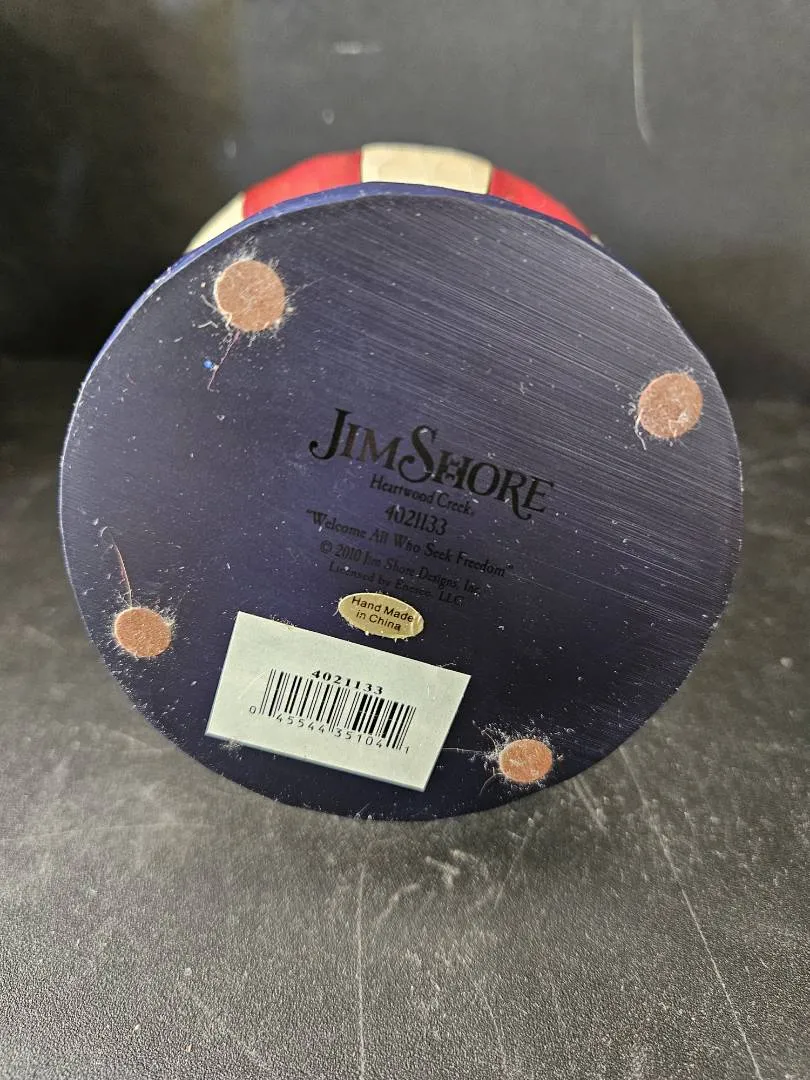 JIM SHORE
Heartwood Creek
4021133
"Welcome All Who Seek Freedom"
© 2010 Jim Shore Designs, Inc.
Licensed by Enesco, LLC
Hand Made
in China
4021133
0 45544 35104 1